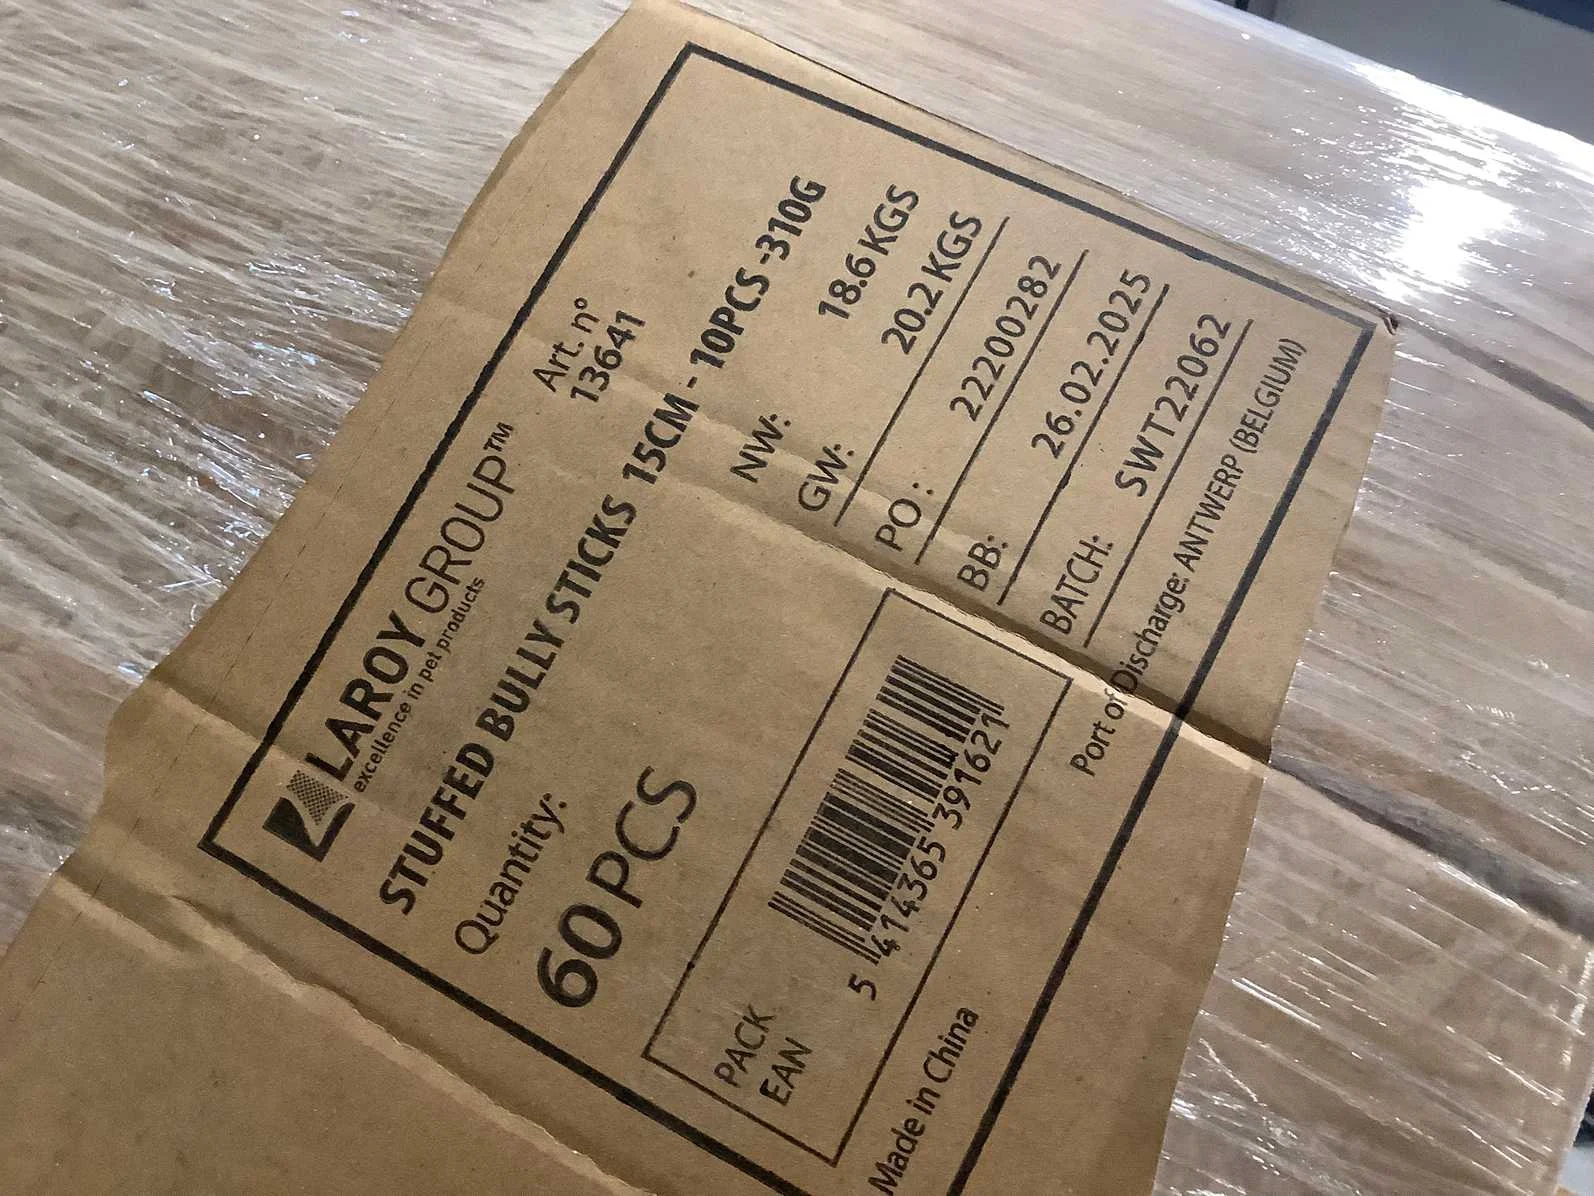 LAROY GROUP™
excellence in pet products
Art. n°
13641
STUFFED BULLY STICKS 15CM - 10PCS -310G
Quantity:
60 PCS
NW: 18.6 KGS
GW: 20.2 KGS
PO : 22200282
BB: 26.02.2025
BATCH: SWT22062
PACK
EAN
5 414365 391621
Made in China
Port of Discharge: ANTWERP (BELGIUM)